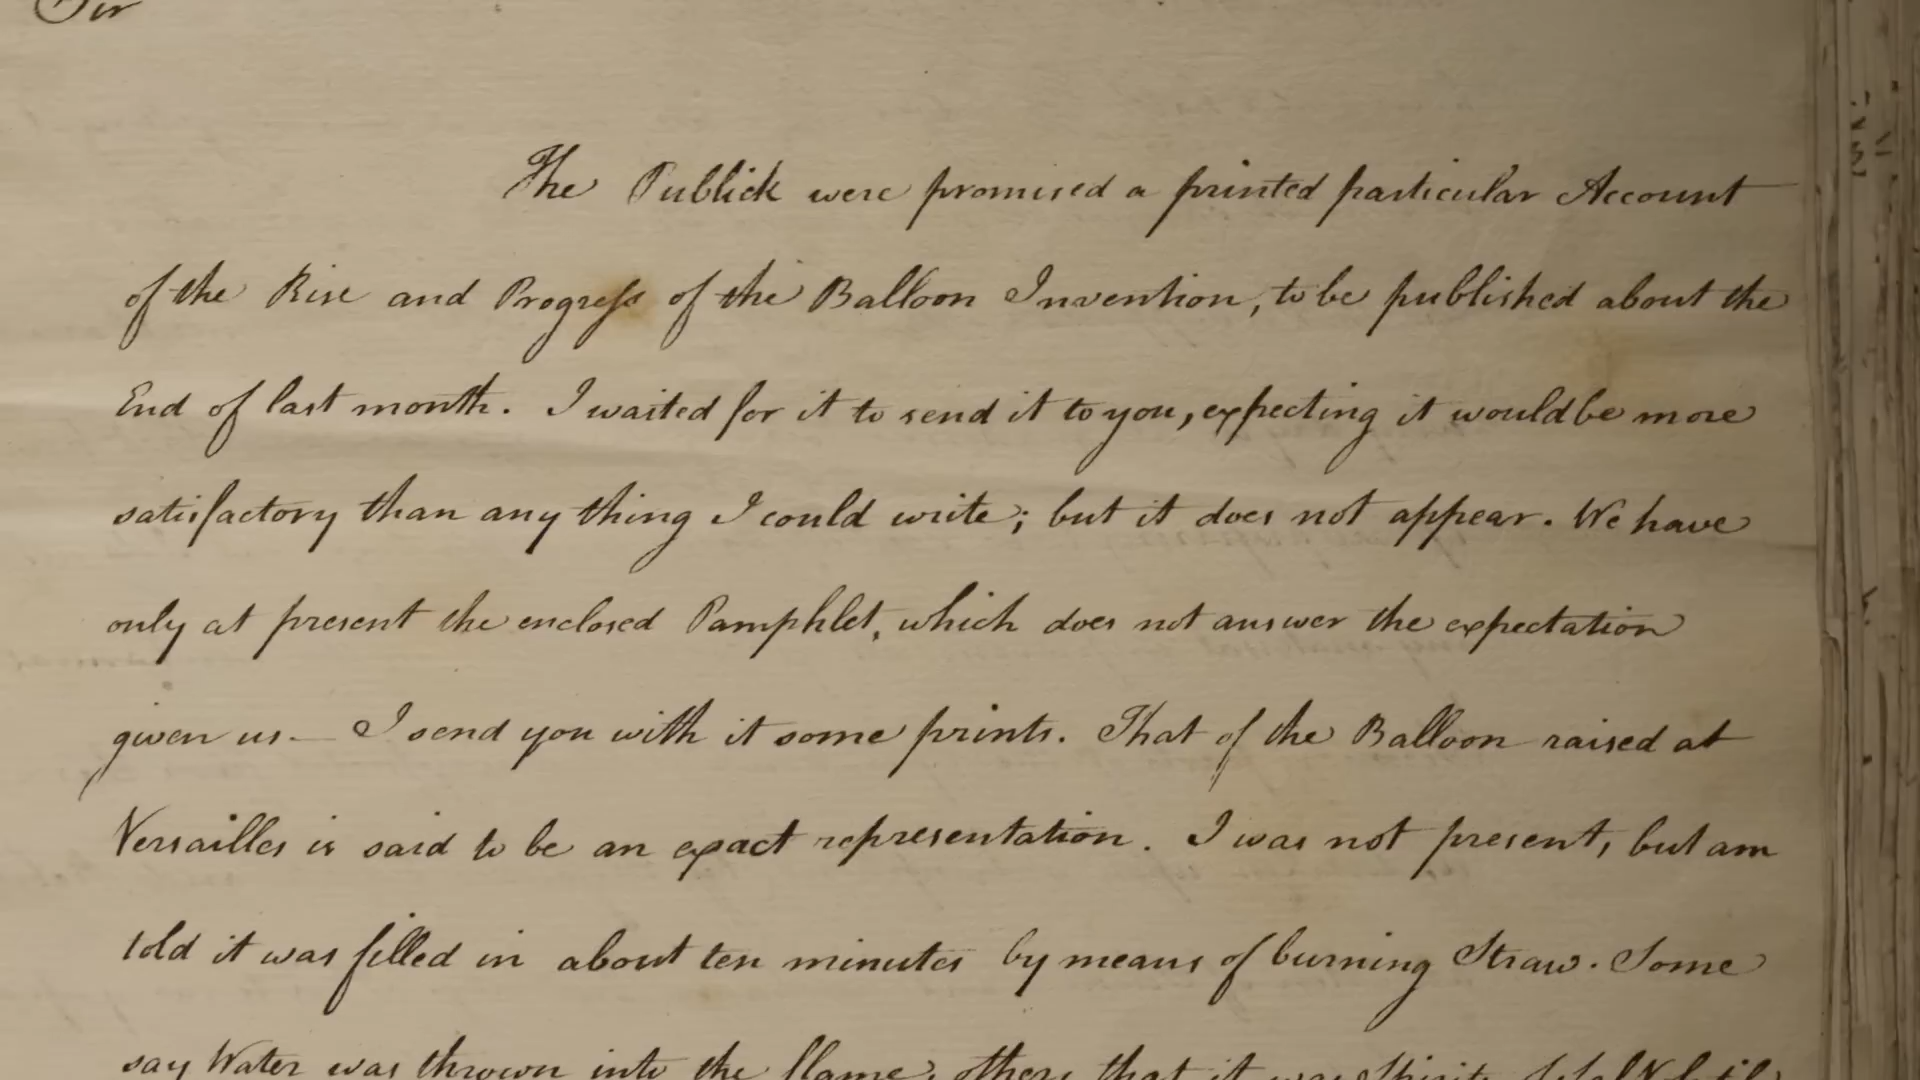 Sir
The Publick were promised a printed particular Account
of the Rise and Progress of the Balloon Invention, to be published about the
End of last month. I waited for it to send it to you, expecting it would be more
satisfactory than any thing I could write; but it does not appear. We have
only at present the enclosed Pamphlet, which does not answer the expectation
given us.— I send you with it some prints. That of the Balloon raised at
Versailles is said to be an exact representation. I was not present, but am
told it was filled in about ten minutes by means of burning Straw. Some
say Water was thrown into the flame, others that it was Spirits